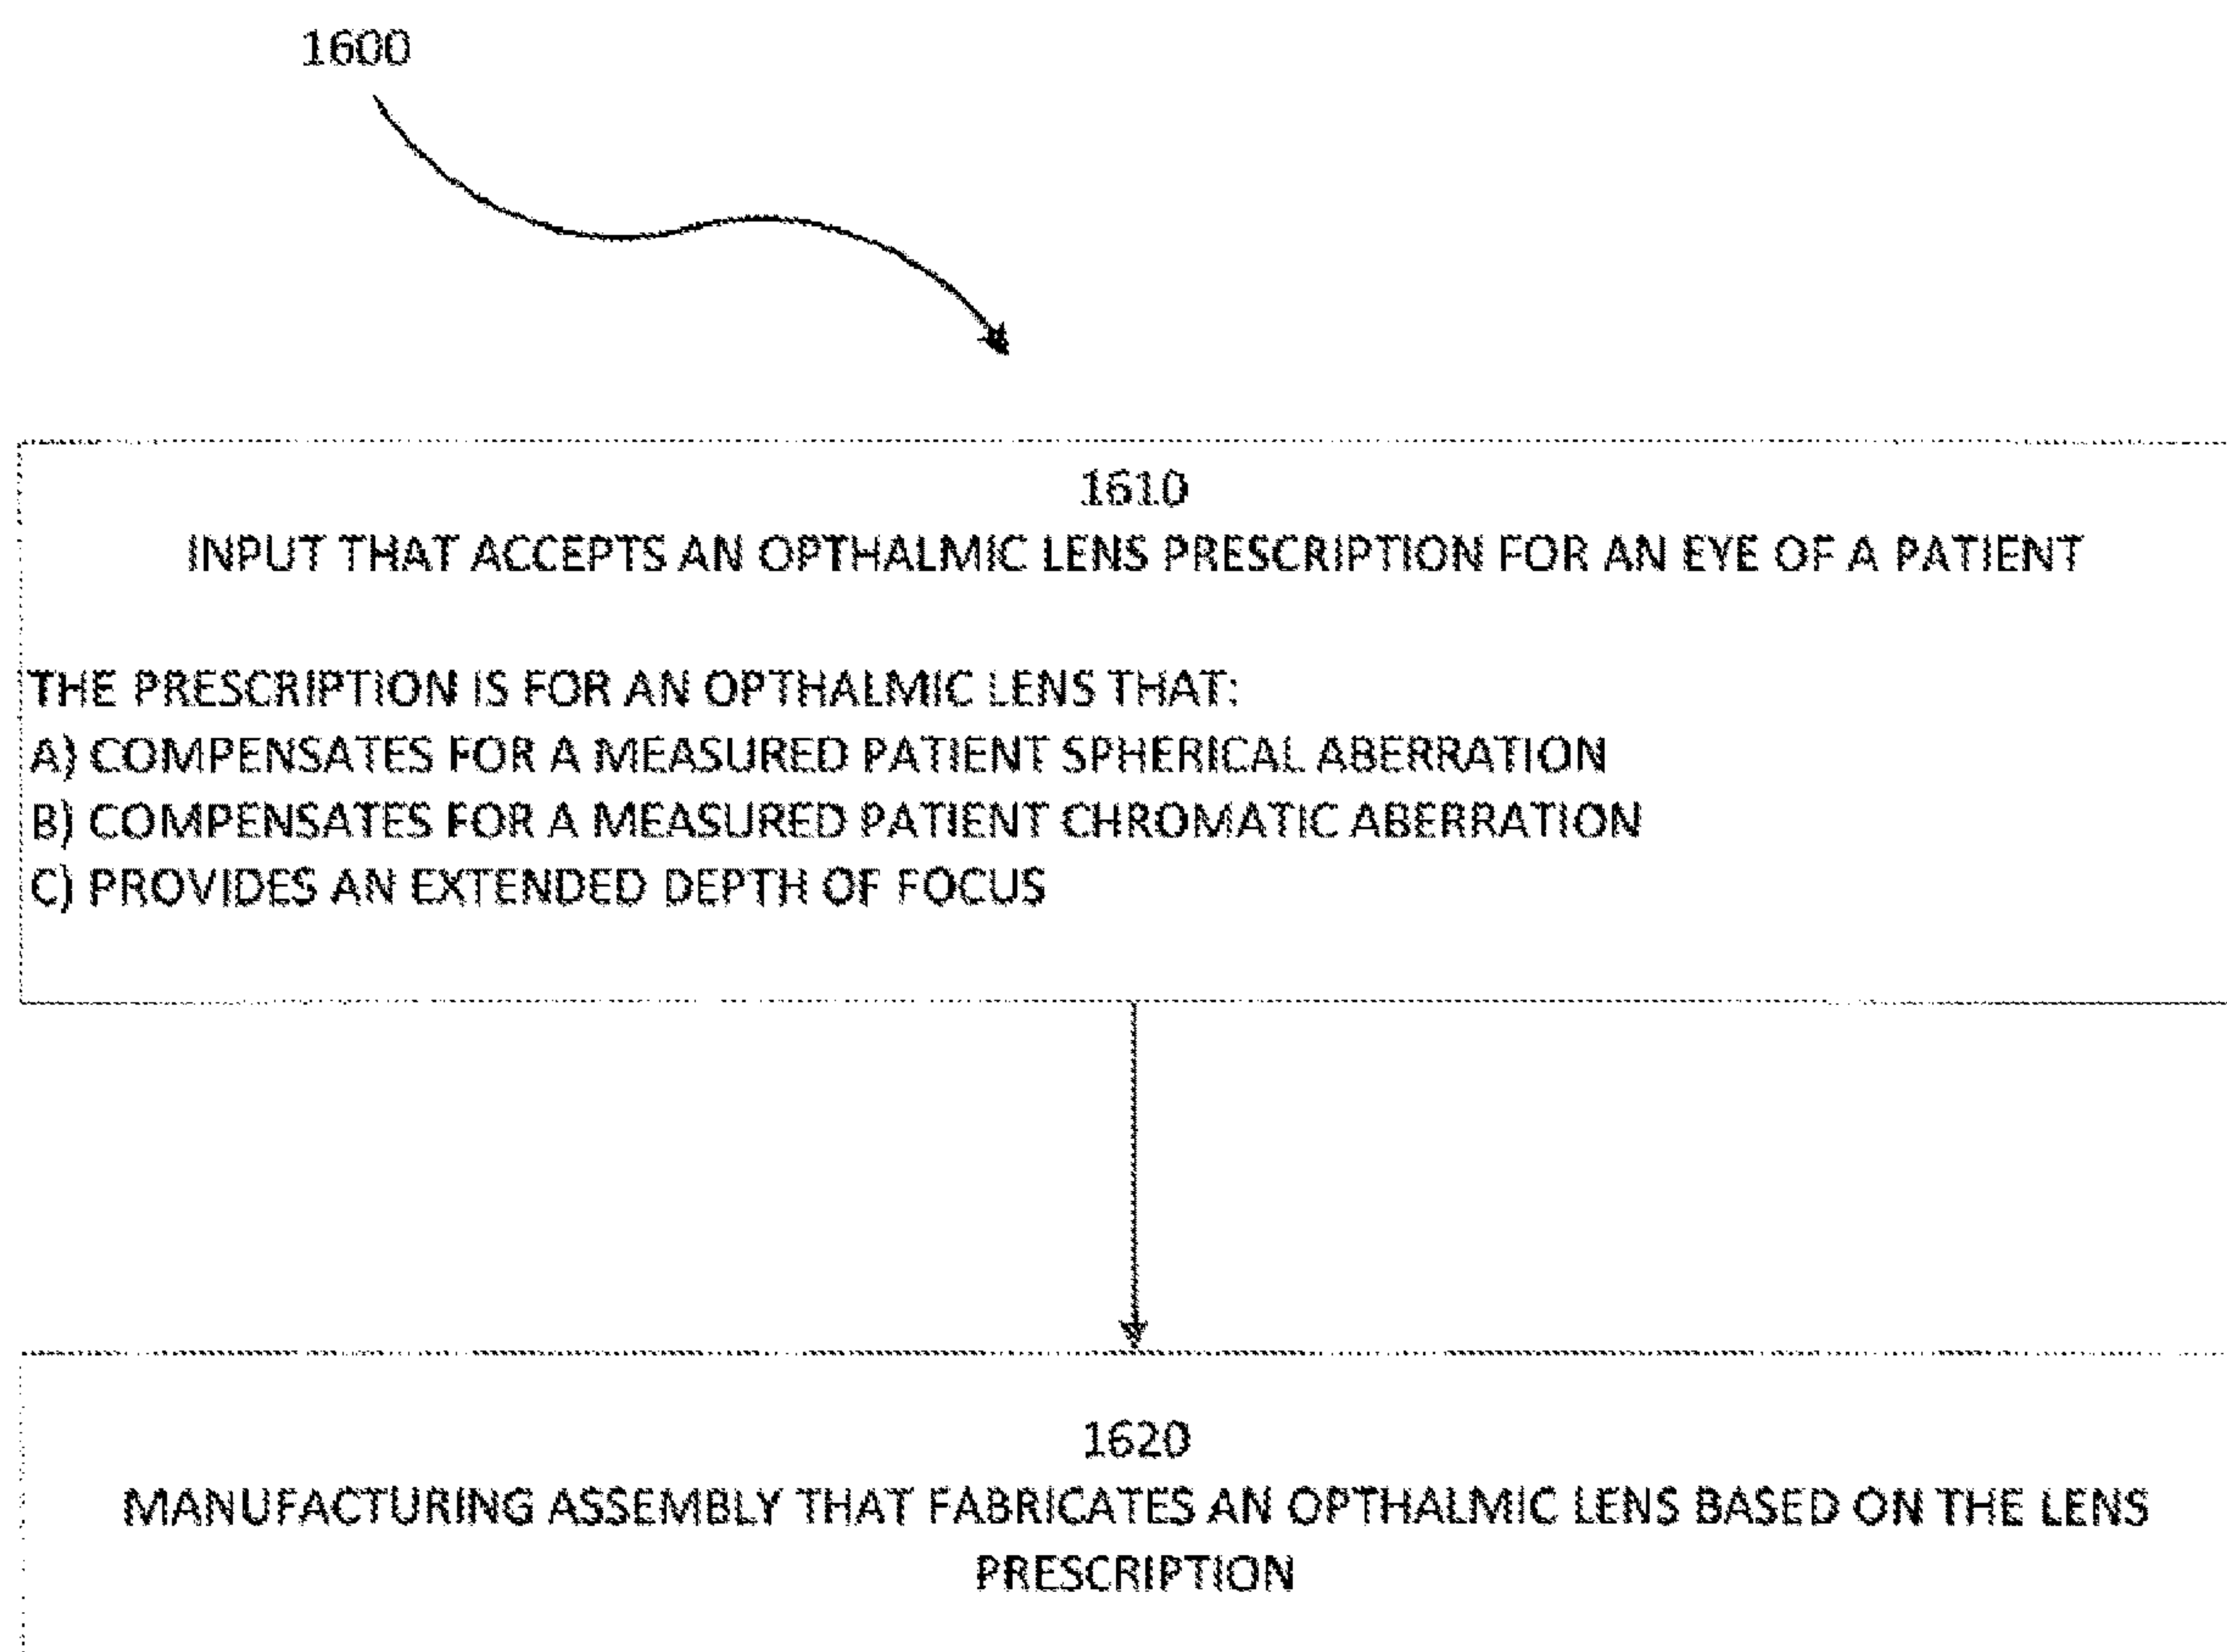 1600
1610
INPUT THAT ACCEPTS AN OPTHALMIC LENS PRESCRIPTION FOR AN EYE OF A PATIENT
THE PRESCRIPTION IS FOR AN OPTHALMIC LENS THAT:
A) COMPENSATES FOR A MEASURED PATIENT SPHERICAL ABERRATION
B) COMPENSATES FOR A MEASURED PATIENT CHROMATIC ABERRATION
C) PROVIDES AN EXTENDED DEPTH OF FOCUS
1620
MANUFACTURING ASSEMBLY THAT FABRICATES AN OPTHALMIC LENS BASED ON THE LENS
PRESCRIPTION